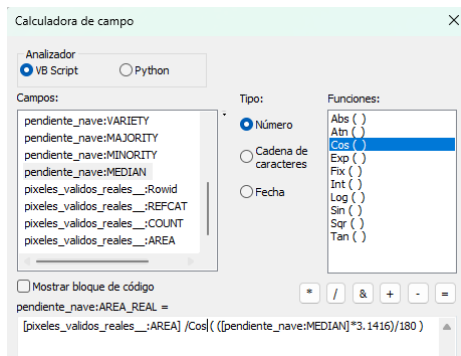 Calculadora de campo
Analizador
VB Script Python
Campos: Tipo: Funciones:
pendiente_nave:VARIETY
pendiente_nave:MAJORITY
pendiente_nave:MINORITY
pendiente_nave:MEDIAN
pixeles_validos_reales__:Rowid
pixeles_validos_reales__:REFCAT
pixeles_validos_reales__:COUNT
pixeles_validos_reales__:AREA
Número
Cadena de
caracteres
Fecha
Abs ( )
Atn ( )
Cos ( )
Exp ( )
Fix ( )
Int ( )
Log ( )
Sin ( )
Sqr ( )
Tan ( )
Mostrar bloque de código
* / & + - =
pendiente_nave:AREA_REAL =
[pixeles_validos_reales__:AREA] /Cos( ([pendiente_nave:MEDIAN]*3.1416)/180 )